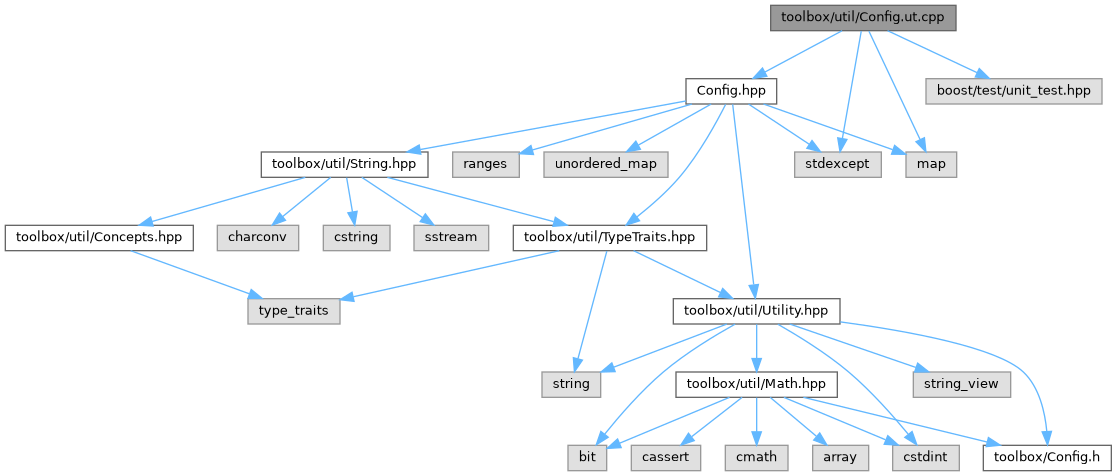 toolbox/util/Config.ut.cpp
Config.hpp
boost/test/unit_test.hpp
toolbox/util/String.hpp
ranges
unordered_map
stdexcept
map
toolbox/util/Concepts.hpp
charconv
cstring
sstream
toolbox/util/TypeTraits.hpp
type_traits
toolbox/util/Utility.hpp
string
toolbox/util/Math.hpp
string_view
bit
cassert
cmath
array
cstdint
toolbox/Config.h